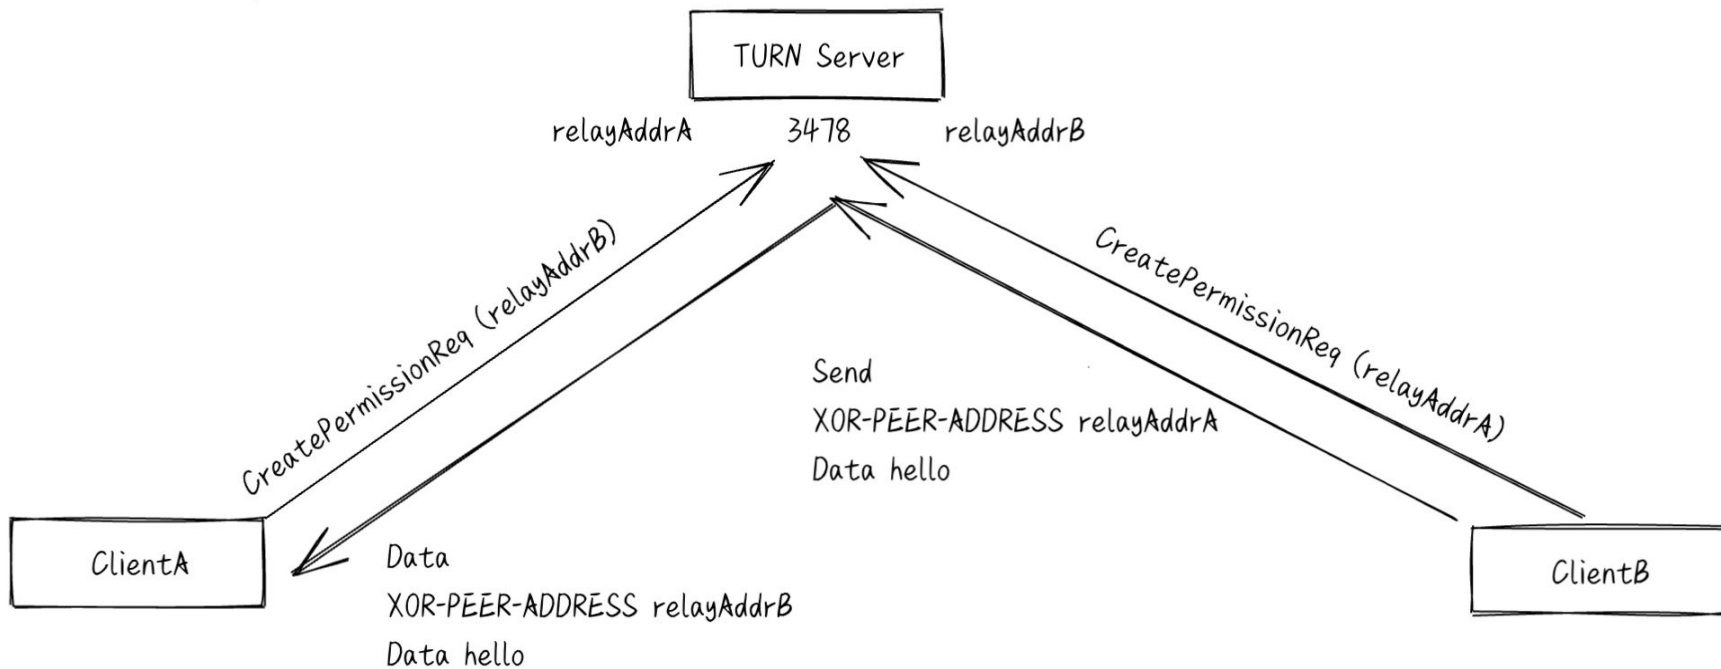 TURN Server
relayAddrA
3478
relayAddrB
CreatePermissionReq (relayAddrB)
CreatePermissionReq (relayAddrA)
Send
XOR-PEER-ADDRESS relayAddrA
Data hello
ClientA
Data
XOR-PEER-ADDRESS relayAddrB
Data hello
ClientB